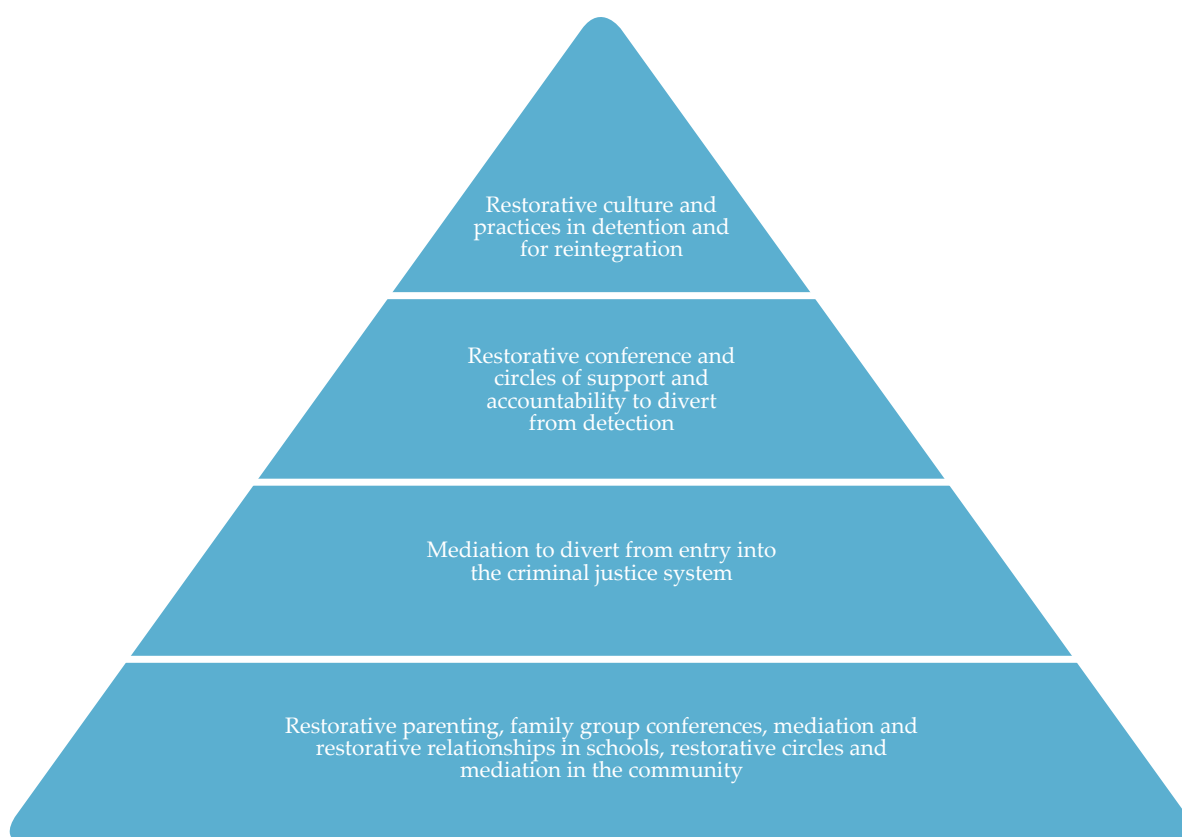 Restorative culture and
practices in detention and
for reintegration
Restorative conference and
circles of support and
accountability to divert
from detection
Mediation to divert from entry into
the criminal justice system
Restorative parenting, family group conferences, mediation and
restorative relationships in schools, restorative circles and
mediation in the community